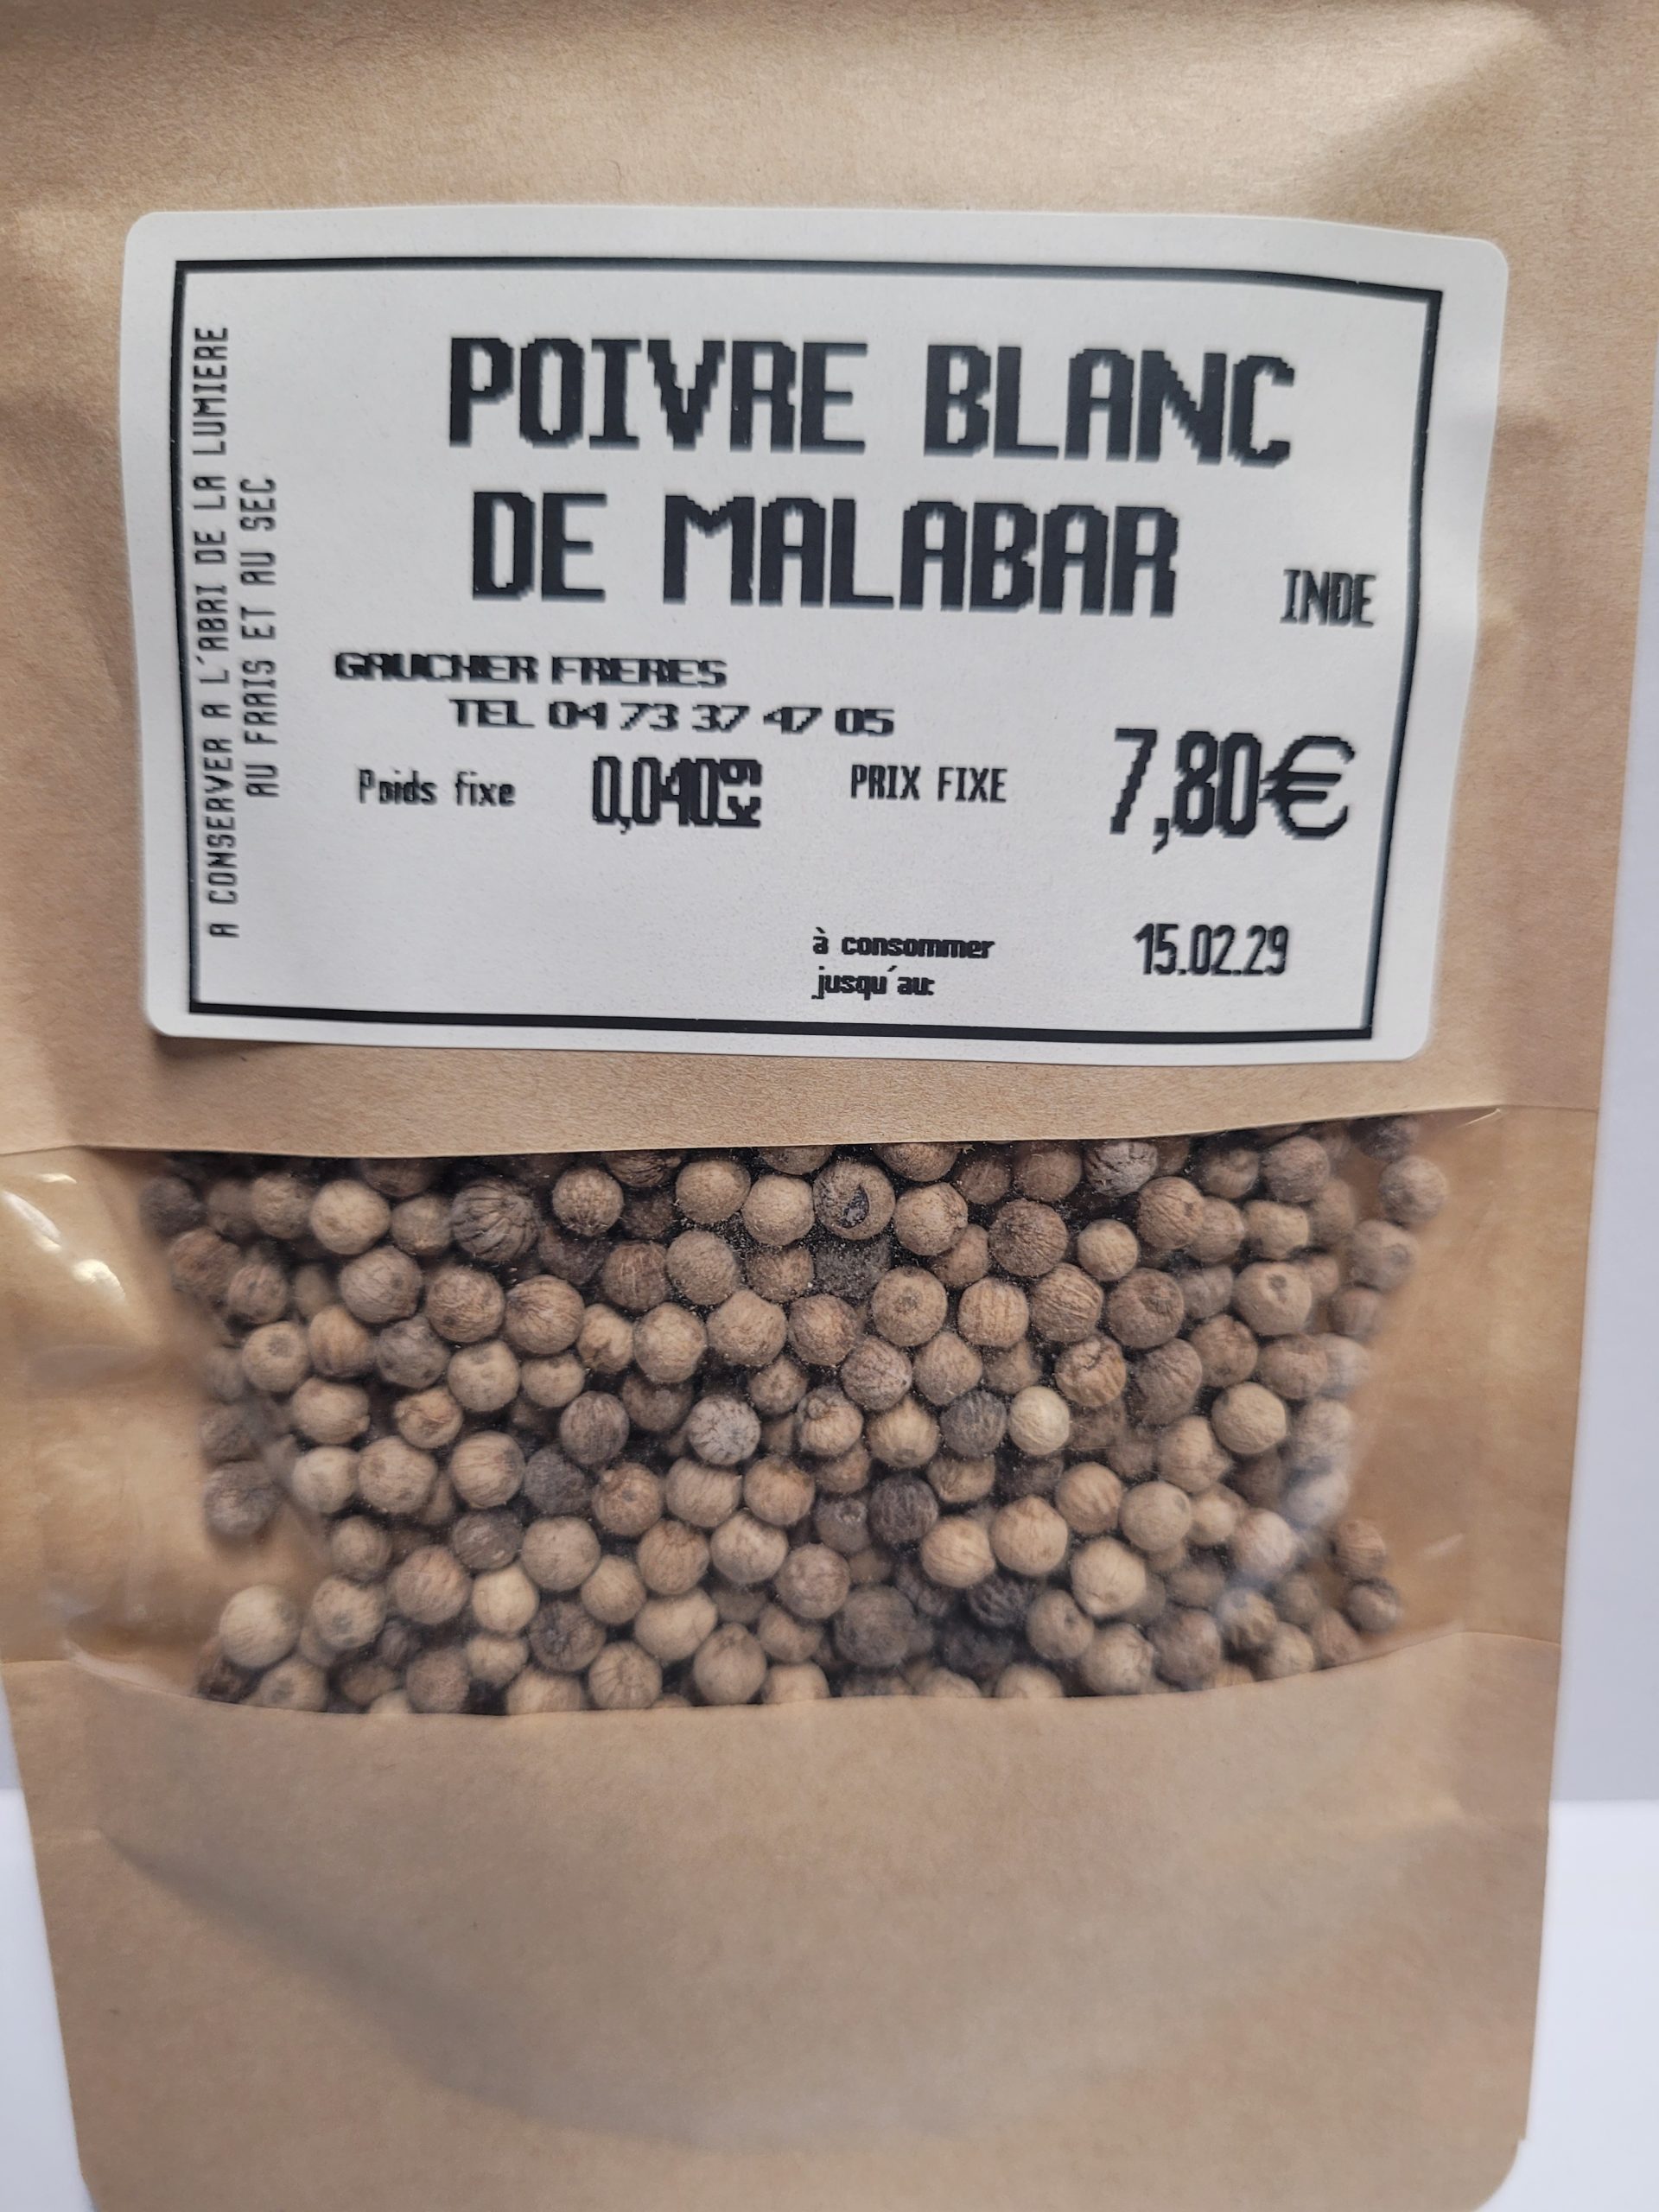 A CONSERVER A L'ABRI DE LA LUMIERE
AU FRAIS ET AU SEC
POIVRE BLANC
DE MALABAR
INDE
GAUCHER FRERES
TEL 04 73 37 47 05
Poids fixe 0,040kg PRIX FIXE 7,80€
à consommer 15.02.29
jusqu'au: